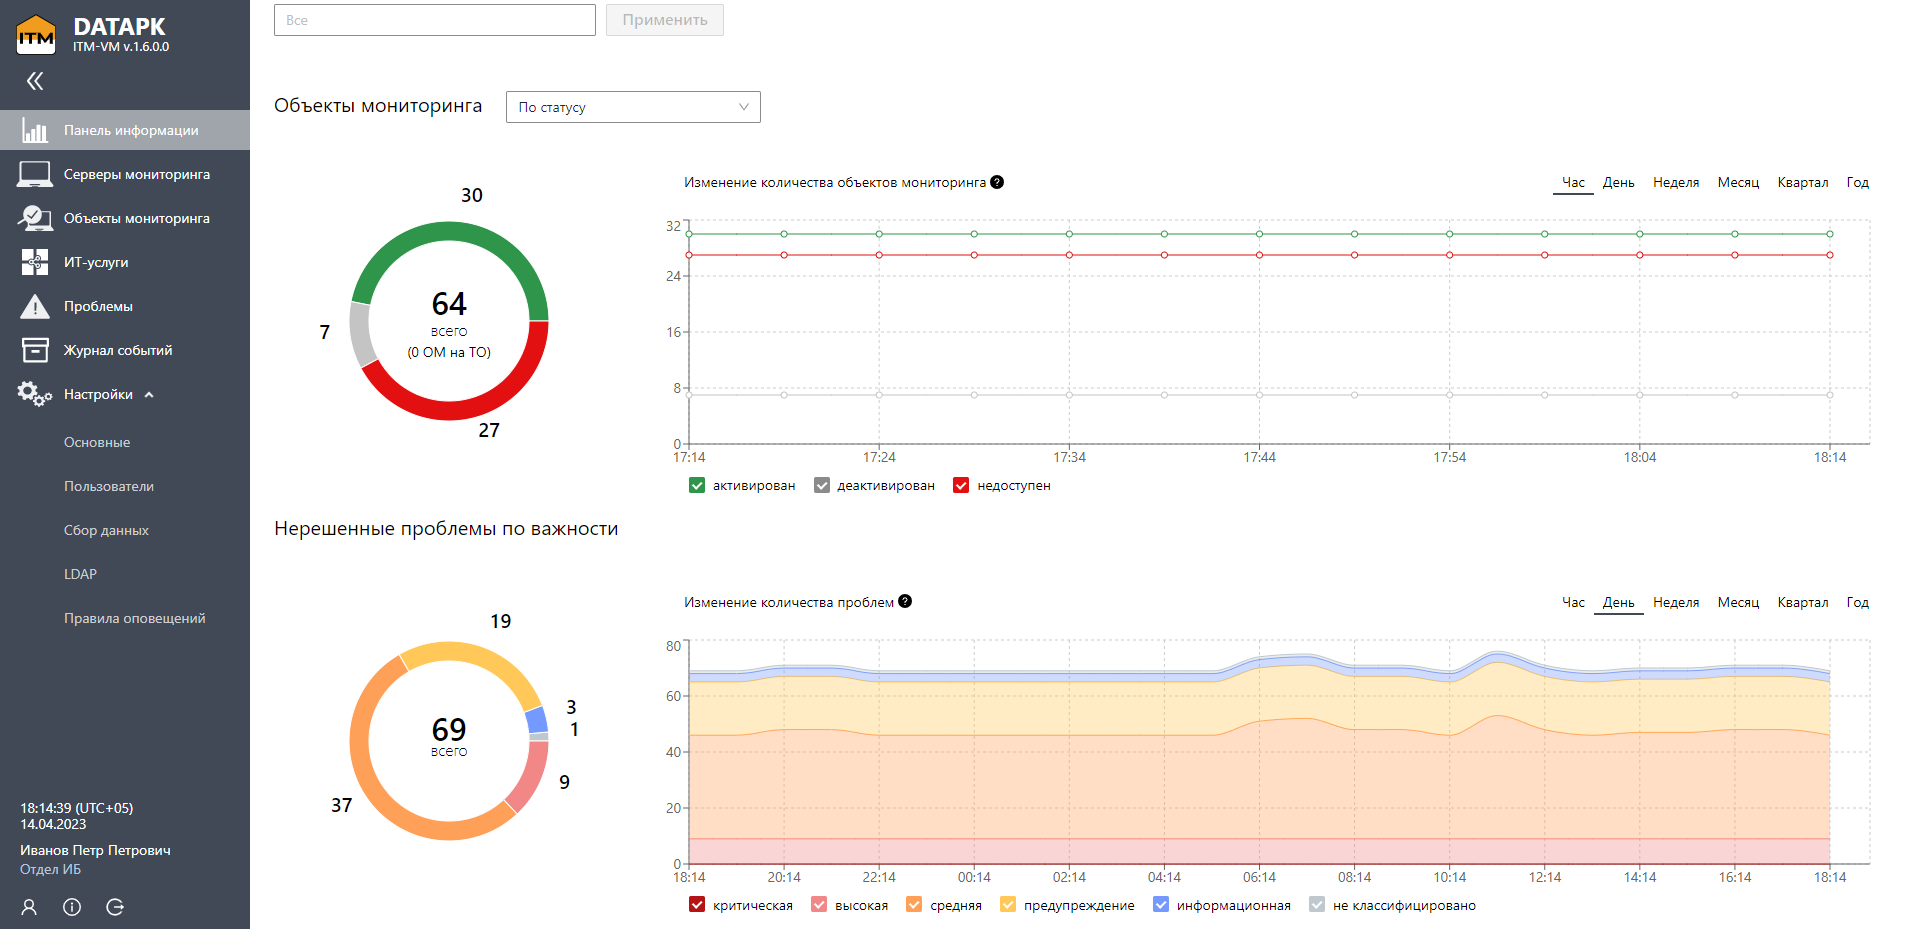 ITM
DATAPK
ITM-VM v.1.6.0.0
Панель информации
Серверы мониторинга
Объекты мониторинга
ИТ-услуги
Проблемы
Журнал событий
Настройки
Основные
Пользователи
Сбор данных
LDAP
Правила оповещений
18:14:39 (UTC+05)
14.04.2023
Иванов Петр Петрович
Отдел ИБ
Все
Применить
Объекты мониторинга
По статусу
30
7
64
всего
(0 ОМ на ТО)
27
Изменение количества объектов мониторинга ?
Час День Неделя Месяц Квартал Год
32
24
16
8
0
17:14 17:24 17:34 17:44 17:54 18:04 18:14
активирован деактивирован недоступен
Нерешенные проблемы по важности
19
3
1
69
всего
9
37
Изменение количества проблем ?
Час День Неделя Месяц Квартал Год
80
60
40
20
0
18:14 20:14 22:14 00:14 02:14 04:14 06:14 08:14 10:14 12:14 14:14 16:14 18:14
критическая высокая средняя предупреждение информационная не классифицировано